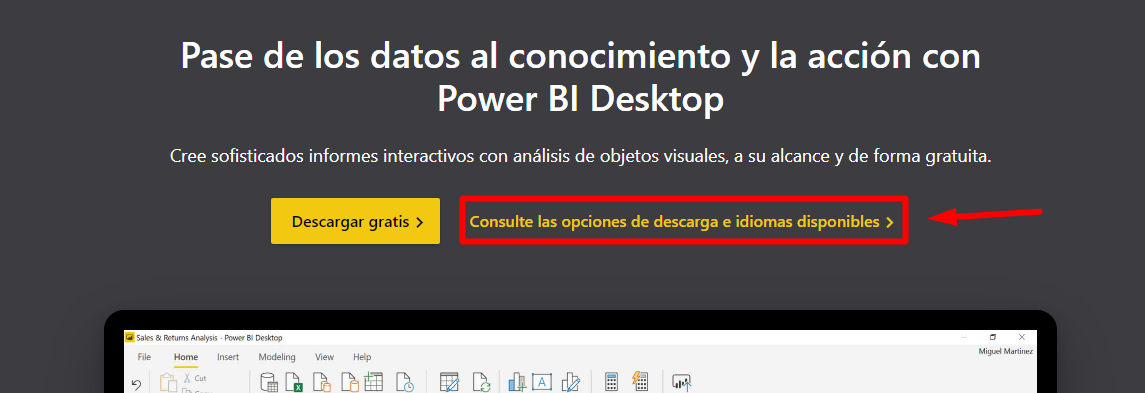 Pase de los datos al conocimiento y la acción con
Power BI Desktop
Cree sofisticados informes interactivos con análisis de objetos visuales, a su alcance y de forma gratuita.
Descargar gratis >
Consulte las opciones de descarga e idiomas disponibles >
Sales & Returns Analysis - Power BI Desktop
Miguel Martinez
File Home Insert Modeling View Help
Cut
Copy